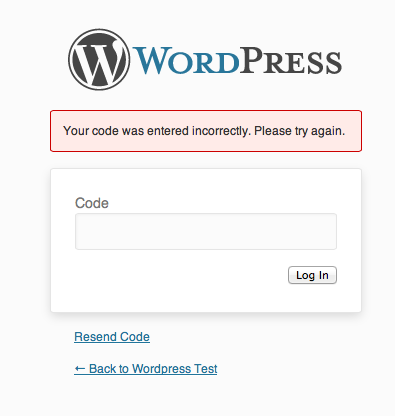 WORDPRESS
Your code was entered incorrectly. Please try again.
Code
Log In
Resend Code
← Back to Wordpress Test